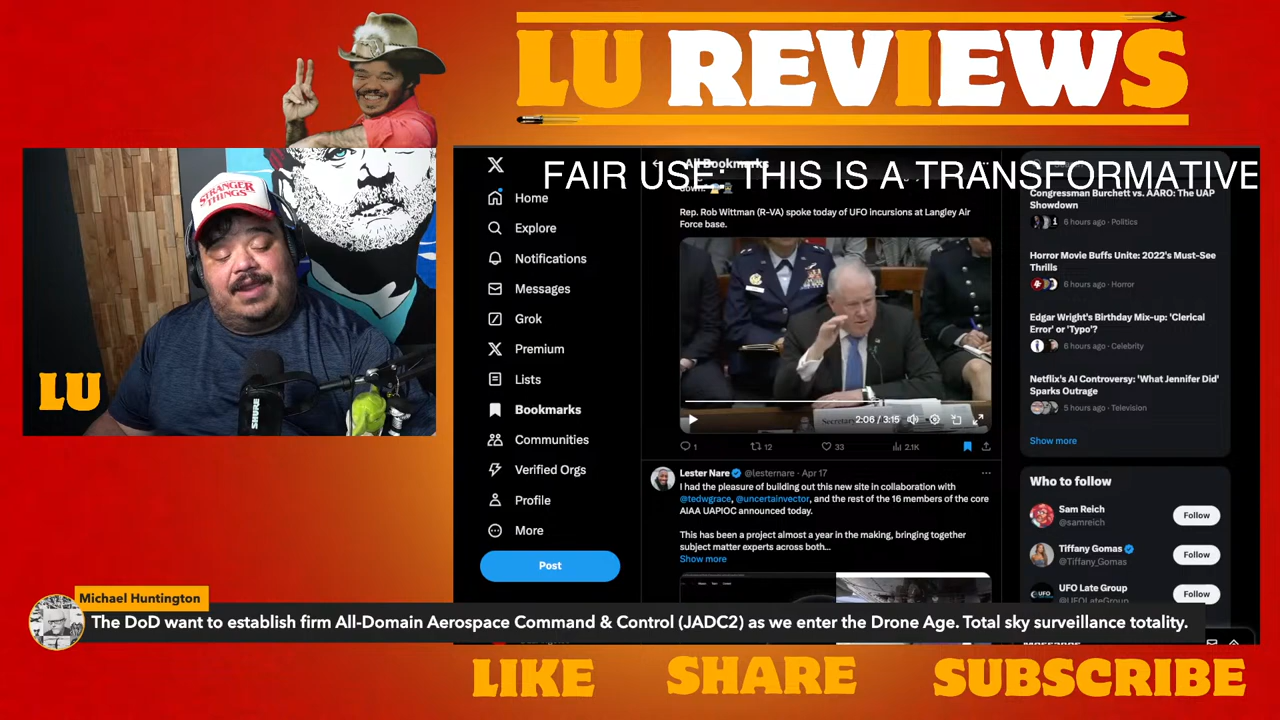 LU REVIEWS
FAIR USE: THIS IS A TRANSFORMATIVE
STRANGER
THINGS
LU
SHURE
All Bookmarks
Home
Explore
Notifications
Messages
Grok
Premium
Lists
Bookmarks
Communities
Verified Orgs
Profile
More
Post
down.
Rep. Rob Wittman (R-VA) spoke today of UFO incursions at Langley Air
Force base.
2:06 / 3:15
1
12
33
2.1K
Lester Nare @lesternare · Apr 17
I had the pleasure of building out this new site in collaboration with
@tedwgrace, @uncertainvector, and the rest of the 16 members of the core
AIAA UAPIOC announced today.
This has been a project almost a year in the making, bringing together
subject matter experts across both...
Show more
Congressman Burchett vs. AARO: The UAP
Showdown
6 hours ago · Politics
Horror Movie Buffs Unite: 2022's Must-See
Thrills
6 hours ago · Horror
Edgar Wright's Birthday Mix-up: 'Clerical
Error' or 'Typo'?
6 hours ago · Celebrity
Netflix's AI Controversy: 'What Jennifer Did'
Sparks Outrage
5 hours ago · Television
Show more
Who to follow
Sam Reich
@samreich
Follow
Tiffany Gomas
@Tiffany_Gomas
Follow
UFO Late Group
@UFOLateGroup
Follow
Michael Huntington
The DoD want to establish firm All-Domain Aerospace Command & Control (JADC2) as we enter the Drone Age. Total sky surveillance totality.
LIKE SHARE SUBSCRIBE